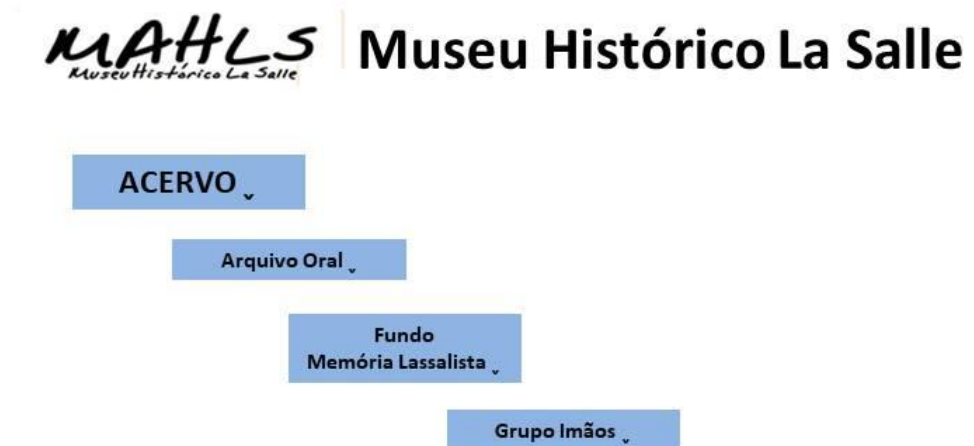 MAHLS
Museu Histórico La Salle
Museu Histórico La Salle
ACERVO
Arquivo Oral
Fundo
Memória Lassalista
Grupo Imãos